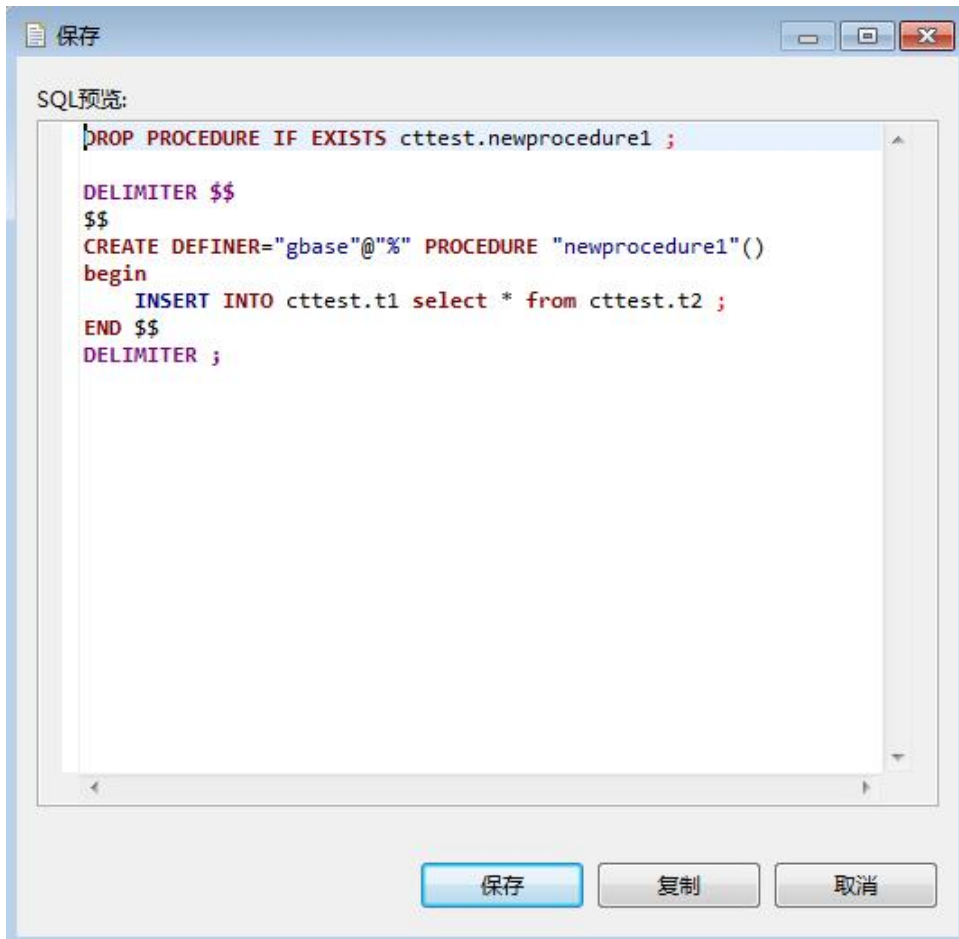 保存
SQL预览:
DROP PROCEDURE IF EXISTS cttest.newprocedure1 ;
DELIMITER $$
$$
CREATE DEFINER="gbase"@"%" PROCEDURE "newprocedure1"()
begin
    INSERT INTO cttest.t1 select * from cttest.t2 ;
END $$
DELIMITER ;
保存 复制 取消